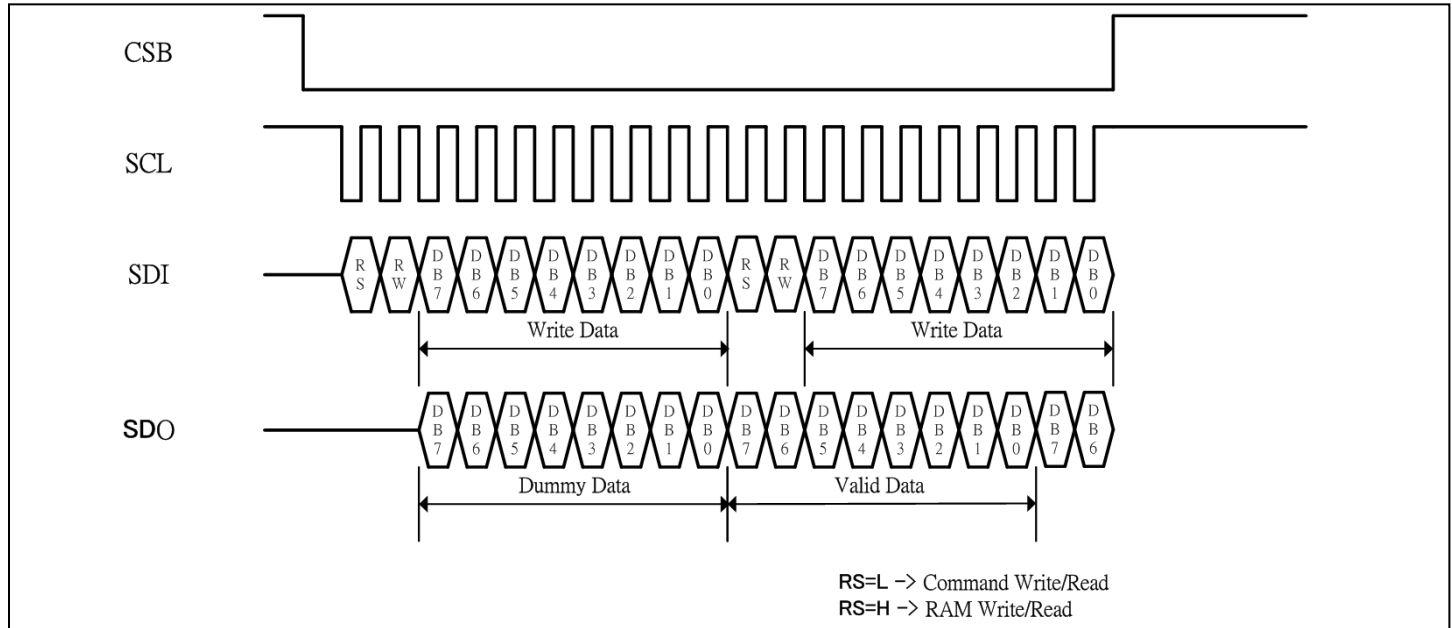 CSB
SCL
SDI
RS RW DB7 DB6 DB5 DB4 DB3 DB2 DB1 DB0 RS RW DB7 DB6 DB5 DB4 DB3 DB2 DB1 DB0
Write Data Write Data
SDO
DB7 DB6 DB5 DB4 DB3 DB2 DB1 DB0 DB7 DB6 DB5 DB4 DB3 DB2 DB1 DB0 DB7 DB6
Dummy Data Valid Data
RS=L -> Command Write/Read
RS=H -> RAM Write/Read